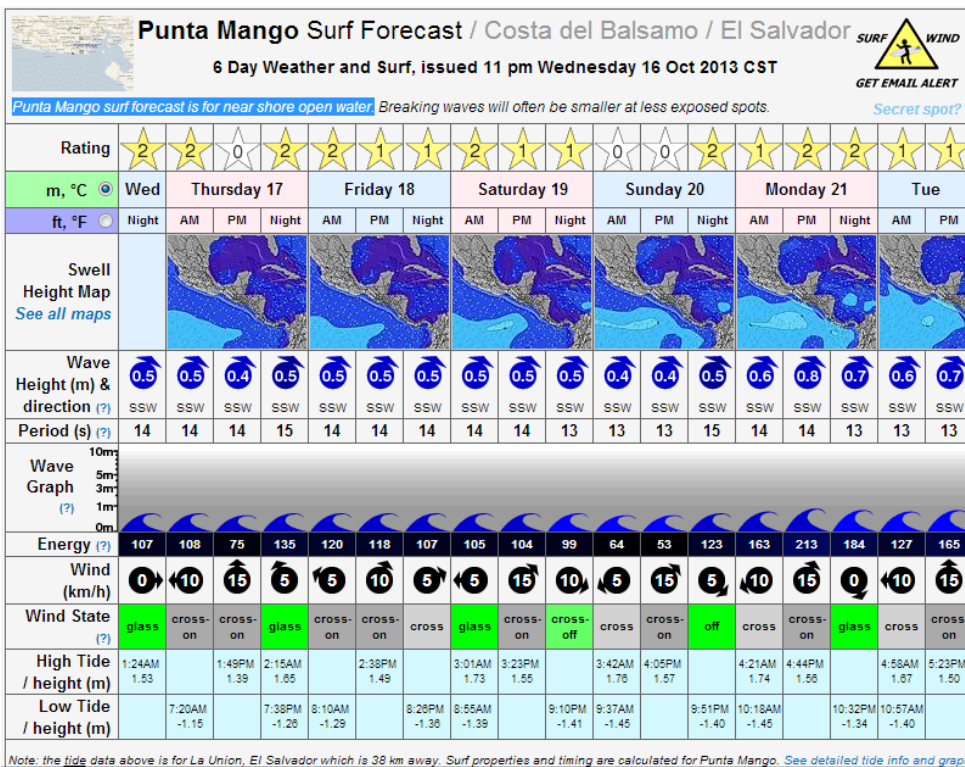 Punta Mango Surf Forecast / Costa del Balsamo / El Salvador
6 Day Weather and Surf, issued 11 pm Wednesday 16 Oct 2013 CST
SURF WIND
GET EMAIL ALERT
Punta Mango surf forecast is for near shore open water. Breaking waves will often be smaller at less exposed spots. Secret spot?
Rating 2 2 0 2 2 1 1 2 1 1 0 0 2 1 2 2 1 1
m, °C Wed Thursday 17 Friday 18 Saturday 19 Sunday 20 Monday 21 Tue
ft, °F Night AM PM Night AM PM Night AM PM Night AM PM Night AM PM Night AM PM
Swell
Height Map
See all maps
Wave
Height (m) &
direction (?)
0.5 0.5 0.4 0.5 0.5 0.5 0.5 0.5 0.5 0.5 0.4 0.4 0.5 0.6 0.8 0.7 0.6 0.7
SSW SSW SSW SSW SSW SSW SSW SSW SSW SSW SSW SSW SSW SSW SSW SSW SSW SSW
Period (s) (?) 14 14 14 15 14 14 14 14 14 13 13 13 15 14 14 13 13 13
Wave
Graph
(?)
10m
5m
3m
1m
0m
Energy (?) 107 108 75 135 120 118 107 105 104 99 64 53 123 163 213 184 127 165
Wind
(km/h)
0 10 15 5 5 10 5 5 15 10 5 15 5 10 15 0 10 15
Wind State
(?)
glass cross-on cross-on glass cross-on cross-on cross glass cross-on cross-off cross cross-on off cross cross-on glass cross cross-on
High Tide
/ height (m)
1:24AM 1:49PM 2:15AM 2:38PM 3:01AM 3:23PM 3:42AM 4:05PM 4:21AM 4:44PM 4:58AM 5:23PM
1.53 1.39 1.65 1.49 1.73 1.55 1.76 1.57 1.74 1.56 1.67 1.50
Low Tide
/ height (m)
7:20AM 7:38PM 8:10AM 8:26PM 8:55AM 9:10PM 9:37AM 9:51PM 10:18AM 10:32PM 10:57AM
-1.15 -1.26 -1.29 -1.36 -1.39 -1.41 -1.45 -1.40 -1.45 -1.34 -1.40
Note: the tide data above is for La Union, El Salvador which is 38 km away. Surf properties and timing are calculated for Punta Mango. See detailed tide info and grap